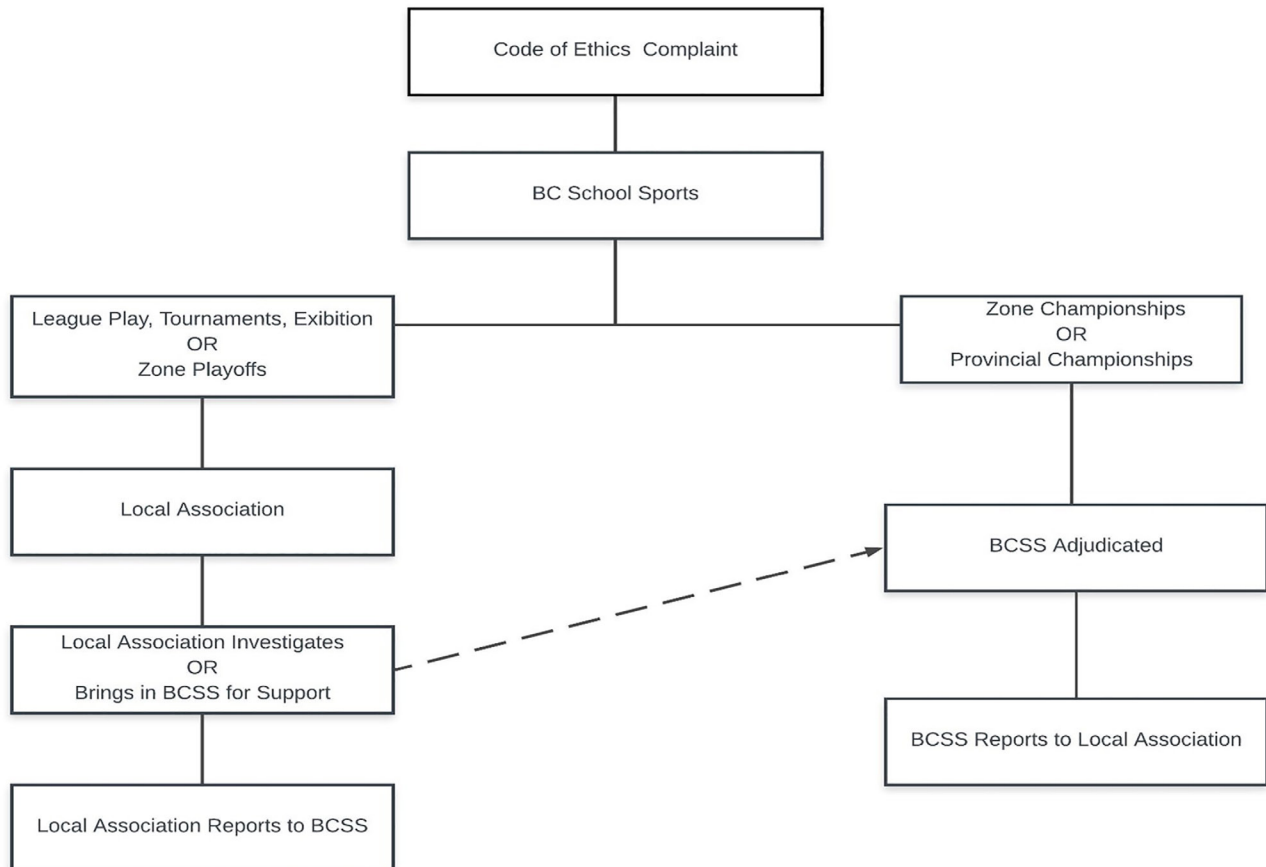 Code of Ethics  Complaint
BC School Sports
League Play, Tournaments, Exibition
OR
Zone Playoffs
Zone Championships
OR
Provincial Championships
Local Association
BCSS Adjudicated
Local Association Investigates
OR
Brings in BCSS for Support
BCSS Reports to Local Association
Local Association Reports to BCSS